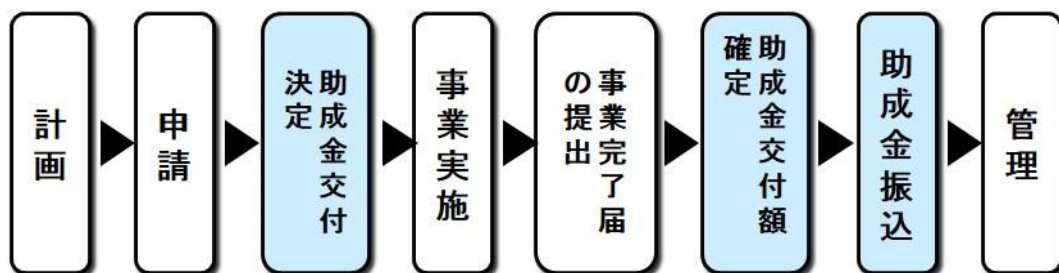 計画
申請
助成金交付
決定
事業実施
事業完了届
の提出
助成金交付額
確定
助成金振込
管理